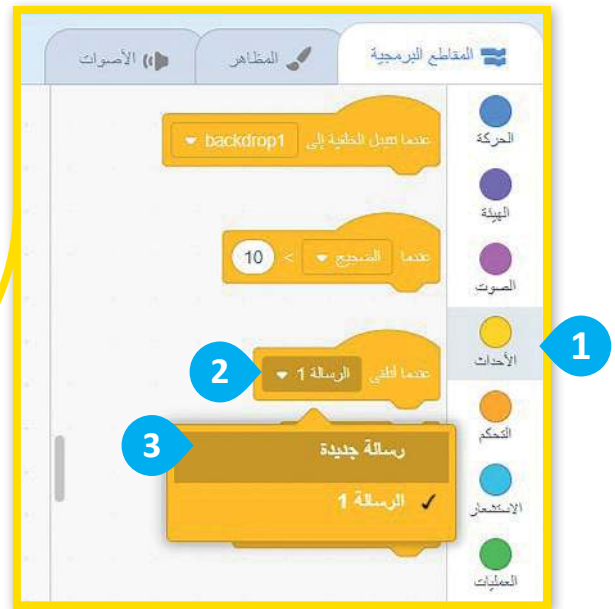 المقاطع البرمجية
المظاهر
الأصوات
الحركة
الهيئة
الصوت
الأحداث
التحكم
الاستشعار
العمليات
عندما تتبدل الخلفية إلى backdrop1
عندما الضجيج > 10
عندما أتلقى الرسالة 1
رسالة جديدة
✓ الرسالة 1
1
2
3